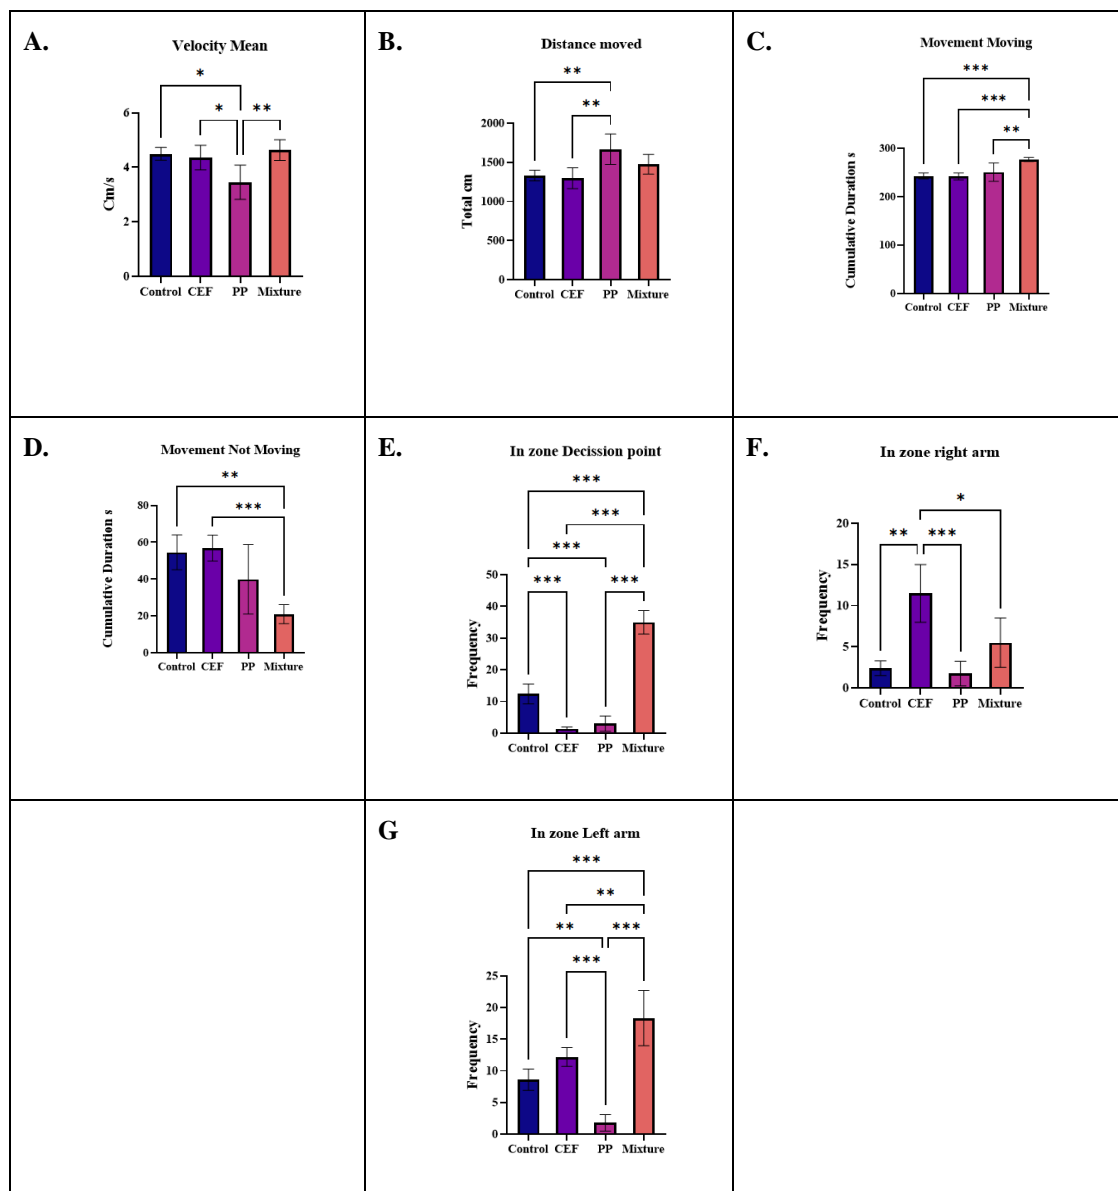 A.
Velocity Mean
*
* **
Cm/s
6
4
2
0
Control CEF PP Mixture
B.
Distance moved
**
**
Total cm
2000
1500
1000
500
0
Control CEF PP Mixture
C.
Movement Moving
***
***
**
Cumulative Duration s
300
200
100
0
Control CEF PP Mixture
D.
Movement Not Moving
**
***
Cumulative Duration s
80
60
40
20
0
Control CEF PP Mixture
E.
In zone Decission point
***
***
***
*** ***
Frequency
50
40
30
20
10
0
Control CEF PP Mixture
F.
In zone right arm
*
** ***
Frequency
20
15
10
5
0
Control CEF PP Mixture
G
In zone Left arm
***
**
** ***
***
Frequency
25
20
15
10
5
0
Control CEF PP Mixture